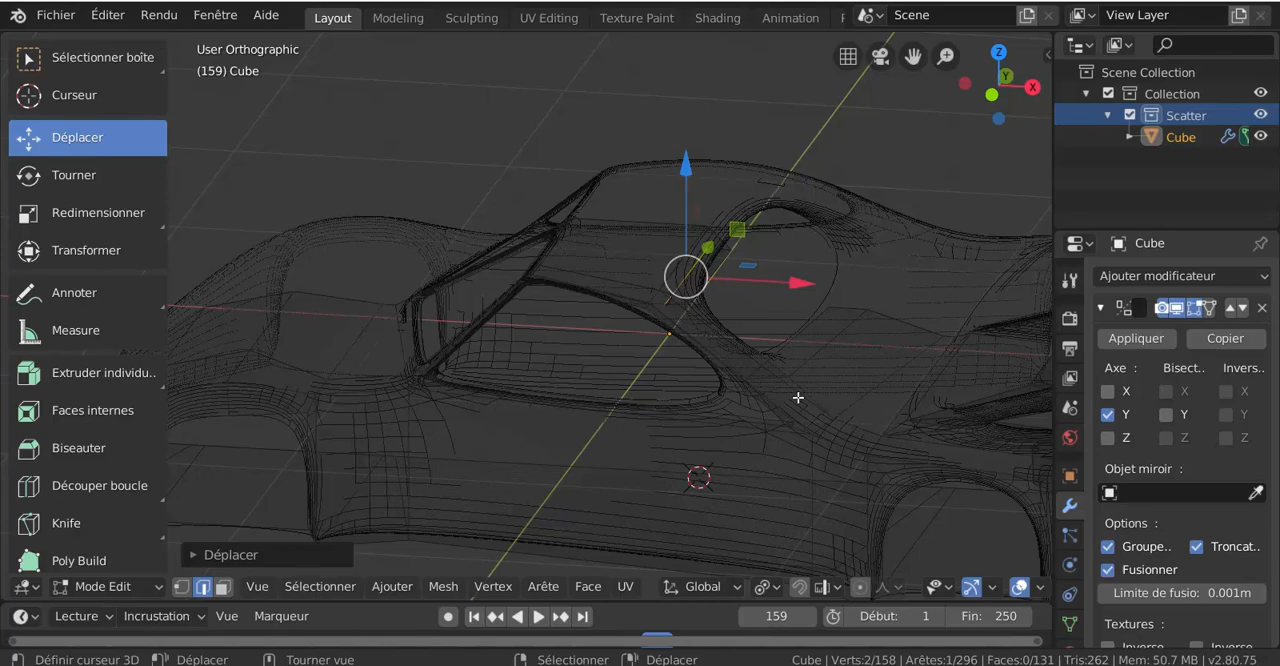 Fichier Éditer Rendu Fenêtre Aide Layout Modeling Sculpting UV Editing Texture Paint Shading Animation Scene View Layer
Sélectionner boîte
Curseur
Déplacer
Tourner
Redimensionner
Transformer
Annoter
Measure
Extruder individu..
Faces internes
Biseauter
Découper boucle
Knife
Poly Build
User Orthographic
(159) Cube
Z
Y
X
Déplacer
Scene Collection
Collection
Scatter
Cube
Cube
Ajouter modificateur
Appliquer Copier
Axe : Bisect.. Invers..
X X X
Y Y Y
Z Z Z
Objet miroir :
Options :
Groupe.. Troncat..
Fusionner
Limite de fusio: 0.001m
Textures :
Inverse Inverse
Mode Edit Vue Sélectionner Ajouter Mesh Vertex Arête Face UV Global
Lecture Incrustation Vue Marqueur 159 Début: 1 Fin: 250
Définir curseur 3D Déplacer Tourner vue Sélectionner Déplacer Cube | Verts:2/158 | Arêtes:1/296 | Faces:0/131 | Tris:262 | Mem: 50.7 MB | v2.80.75